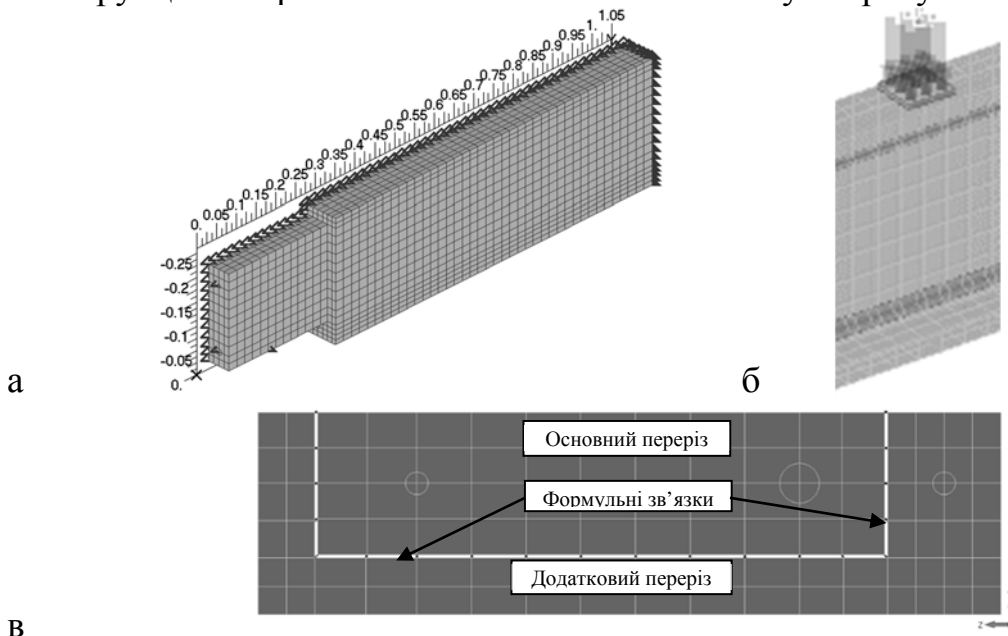 0. 0.05 0.1 0.15 0.2 0.25 0.3 0.35 0.4 0.45 0.5 0.55 0.6 0.65 0.7 0.75 0.8 0.85 0.9 0.95 1. 1.05
-0.25
-0.2
-0.15
-0.1
-0.05
0.
а
б
Основний переріз
Формульні зв’язки
Додатковий переріз
z
в